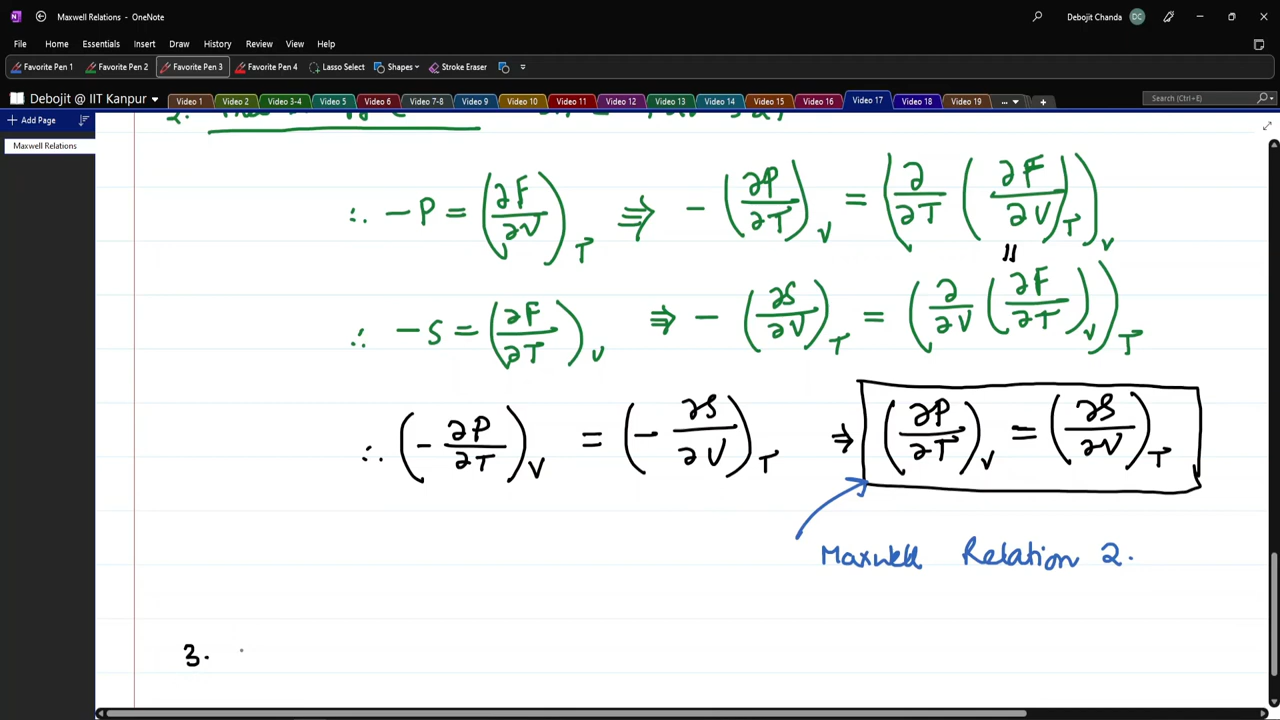 Maxwell Relations - OneNote
Debojit Chanda DC
File Home Essentials Insert Draw History Review View Help
Favorite Pen 1 Favorite Pen 2 Favorite Pen 3 Favorite Pen 4 Lasso Select Shapes Stroke Eraser
Debojit @ IIT Kanpur Video 1 Video 2 Video 3-4 Video 5 Video 6 Video 7-8 Video 9 Video 10 Video 11 Video 12 Video 13 Video 14 Video 15 Video 16 Video 17 Video 18 Video 19 ... + Search (Ctrl+E)
+ Add Page
Maxwell Relations
2.
∴ -P = (∂F/∂V)_T ⇛ -(∂P/∂T)_V = (∂/∂T (∂F/∂V)_T)_V
=
∴ -S = (∂F/∂T)_V ⇛ -(∂S/∂V)_T = (∂/∂V (∂F/∂T)_V)_T
∴ (-∂P/∂T)_V = (-∂S/∂V)_T ⇒ (∂P/∂T)_V = (∂S/∂V)_T
Maxwell Relation 2.
3.